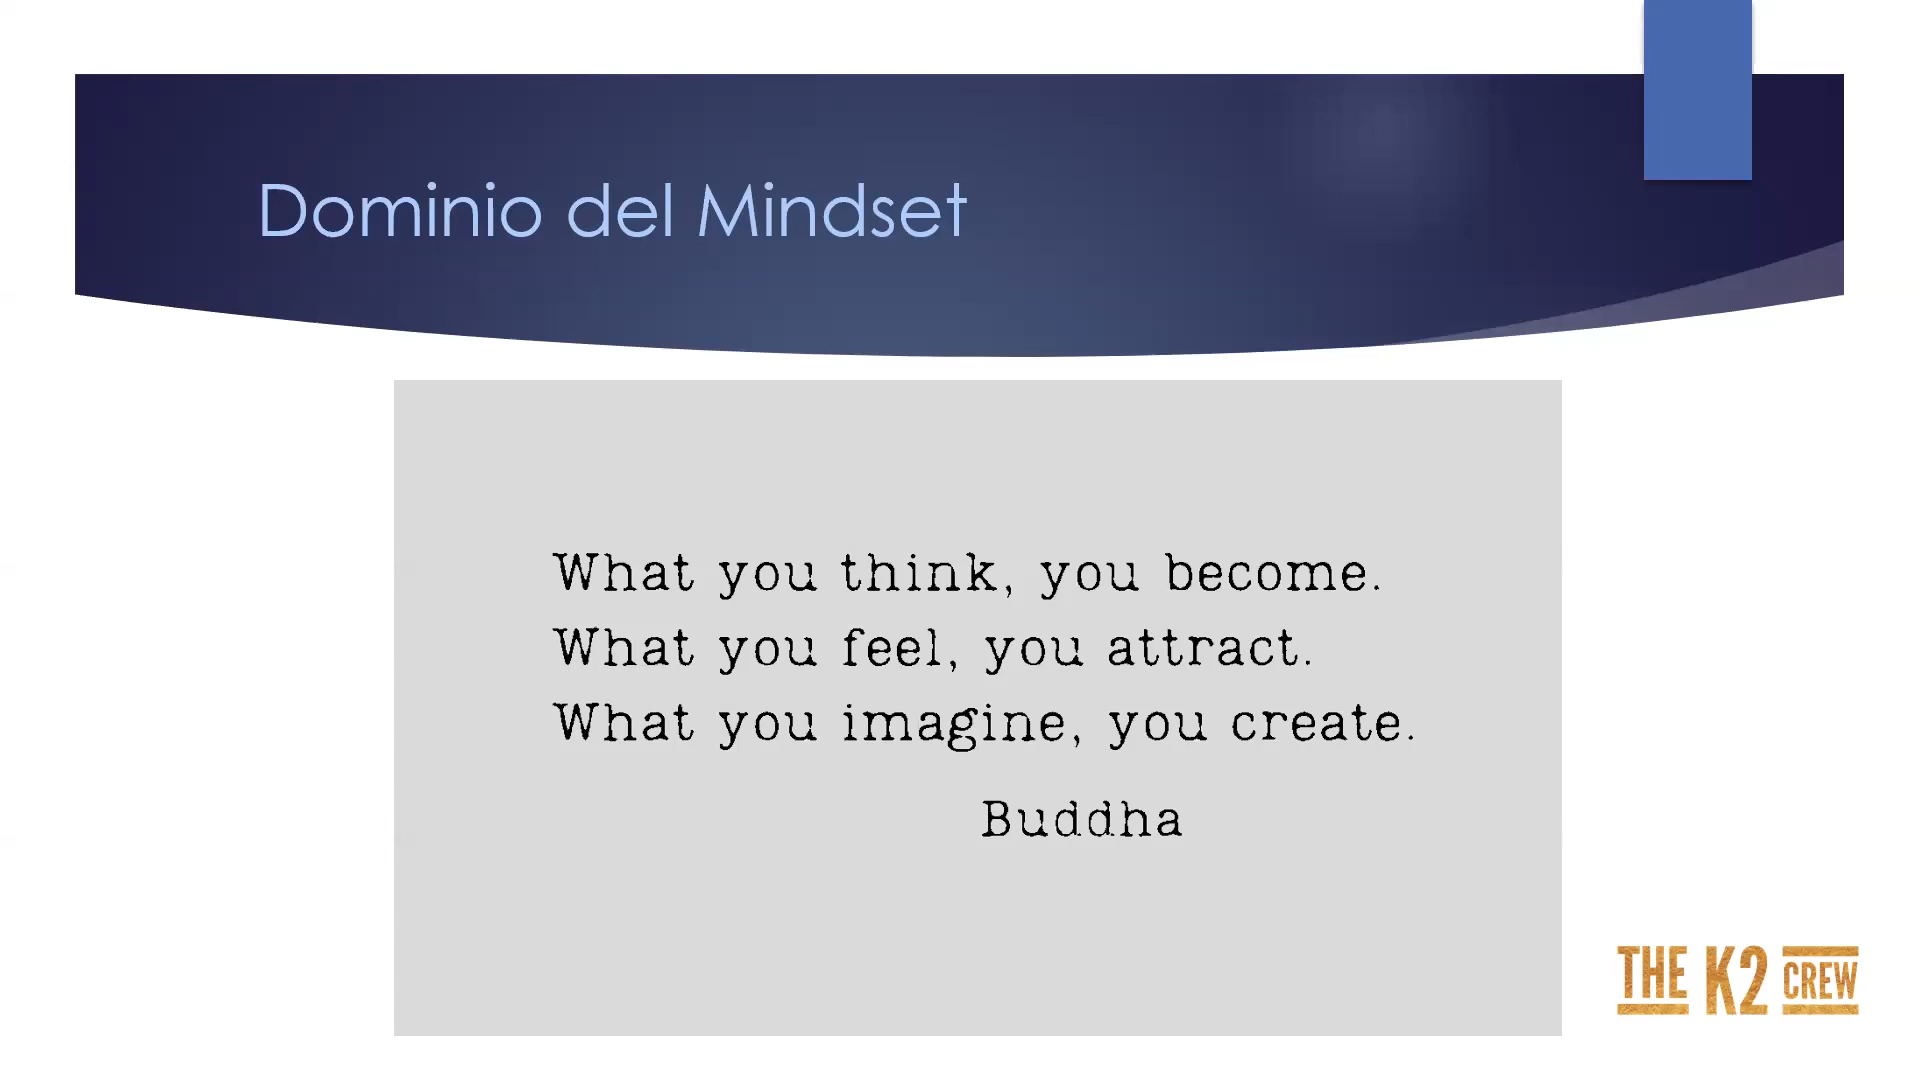 Dominio del Mindset
What you think, you become.
What you feel, you attract.
What you imagine, you create.
Buddha
THE K2 CREW